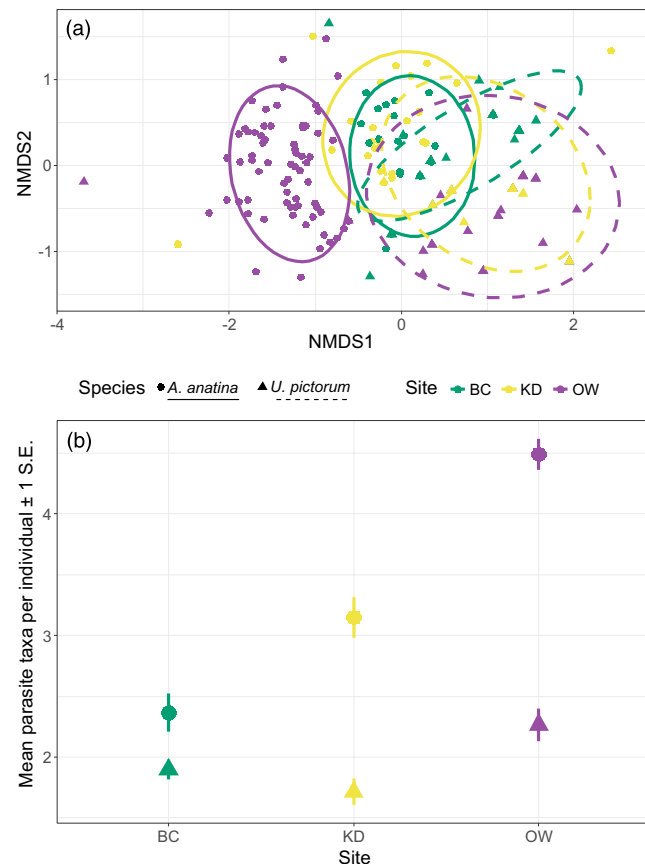 (a)
1
0
-1
NMDS2
-4
-2
0
2
NMDS1
Species A. anatina U. pictorum Site BC KD OW
(b)
4
3
2
Mean parasite taxa per individual ± 1 S.E.
BC KD OW
Site